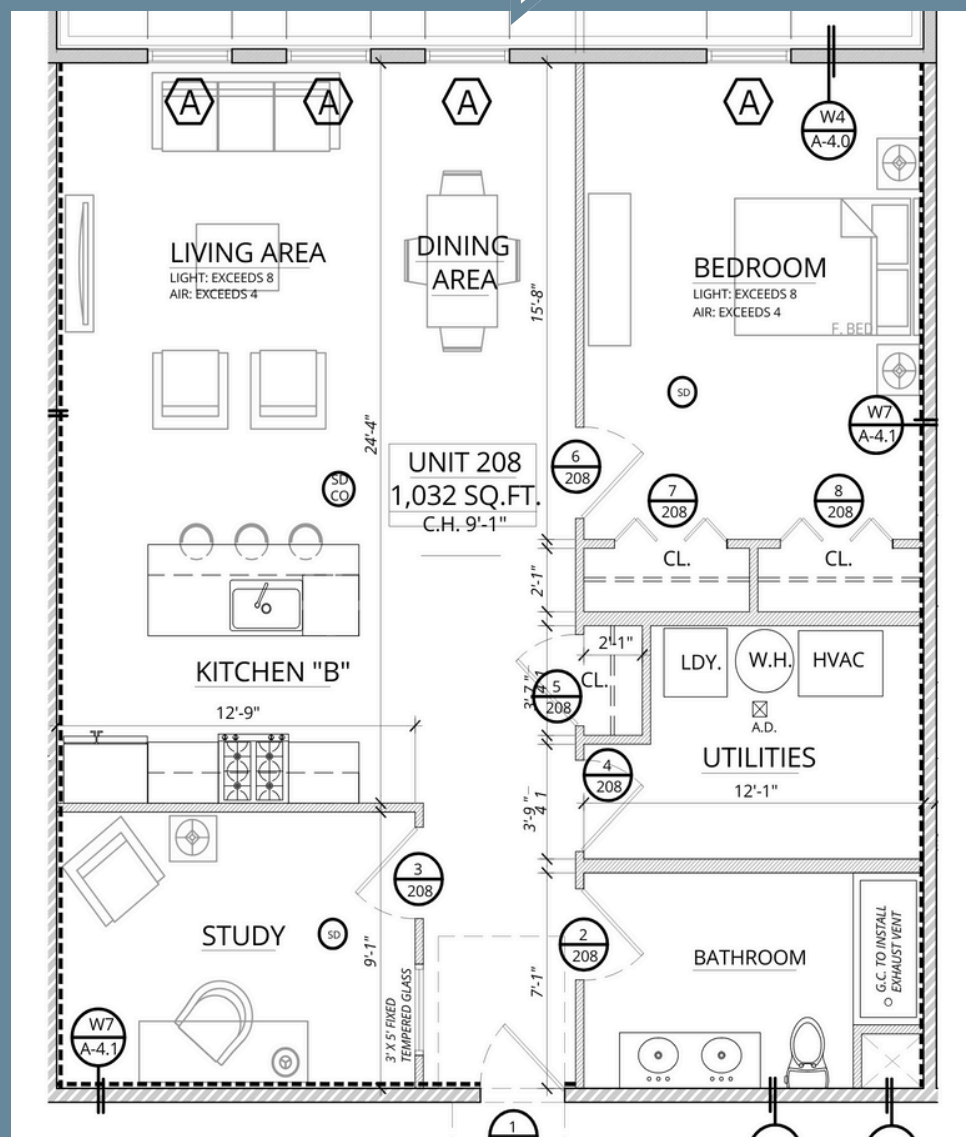 A
A
A
A
W4
A-4.0
LIVING AREA
LIGHT: EXCEEDS 8
AIR: EXCEEDS 4
DINING
AREA
15'-8"
BEDROOM
LIGHT: EXCEEDS 8
AIR: EXCEEDS 4
F. BED
SD
W7
A-4.1
24'-4"
UNIT 208
1,032 SQ.FT.
C.H. 9'-1"
SD
CO
6
208
7
208
8
208
CL.
CL.
2'-1"
2'-1"
LDY.
W.H.
HVAC
CL.
5
208
A.D.
KITCHEN "B"
12'-9"
UTILITIES
12'-1"
4
208
3'-9"
3
208
STUDY
SD
9'-1"
3' X 5' FIXED
TEMPERED GLASS
2
208
7'-1"
BATHROOM
G.C. TO INSTALL
EXHAUST VENT
W7
A-4.1
1